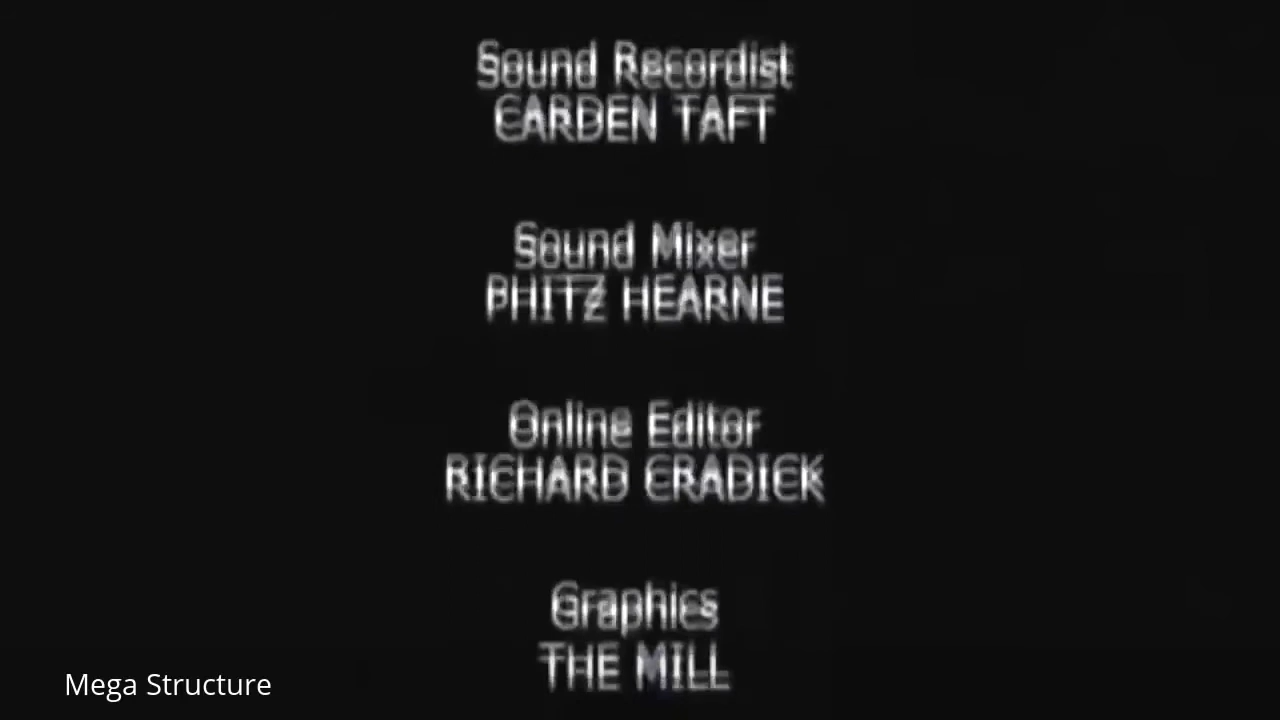 Sound Recordist
CARDEN TAFT
Sound Mixer
PHITZ HEARNE
Online Editor
RICHARD CRADICK
Graphics
THE MILL
Mega Structure